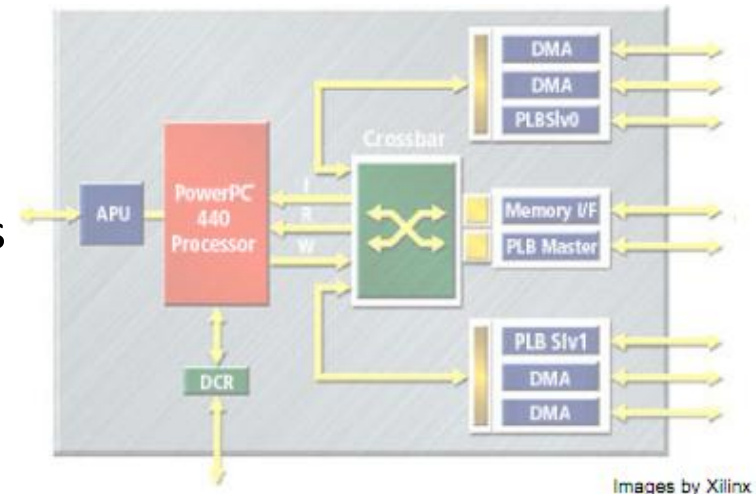 DMA
DMA
PLBSlv0
Crossbar
APU
PowerPC
440
Processor
I
R
W
Memory I/F
PLB Master
s
PLB Slv1
DMA
DMA
DCR
Images by Xilinx